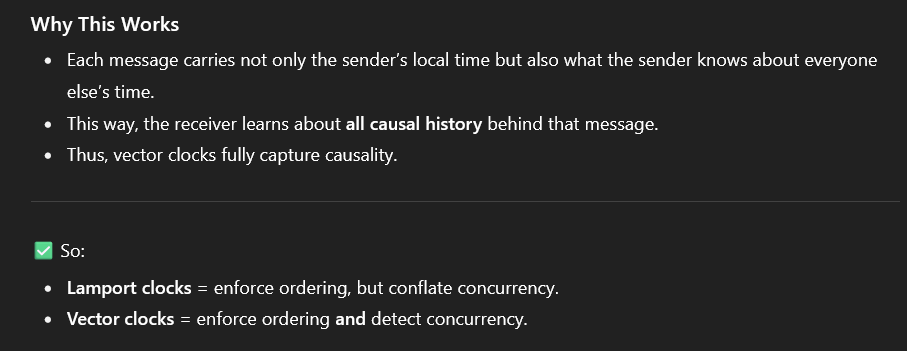 Why This Works
• Each message carries not only the sender’s local time but also what the sender knows about everyone
else’s time.
• This way, the receiver learns about all causal history behind that message.
• Thus, vector clocks fully capture causality.
✅ So:
• Lamport clocks = enforce ordering, but conflate concurrency.
• Vector clocks = enforce ordering and detect concurrency.